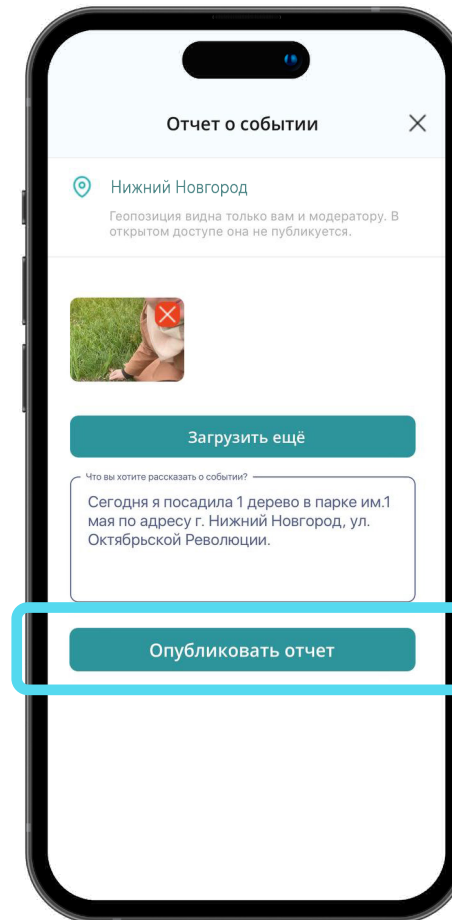 Отчет о событии
Нижний Новгород
Геопозиция видна только вам и модератору. В
открытом доступе она не публикуется.
Загрузить ещё
Что вы хотите рассказать о событии?
Сегодня я посадила 1 дерево в парке им.1
мая по адресу г. Нижний Новгород, ул.
Октябрьской Революции.
Опубликовать отчет